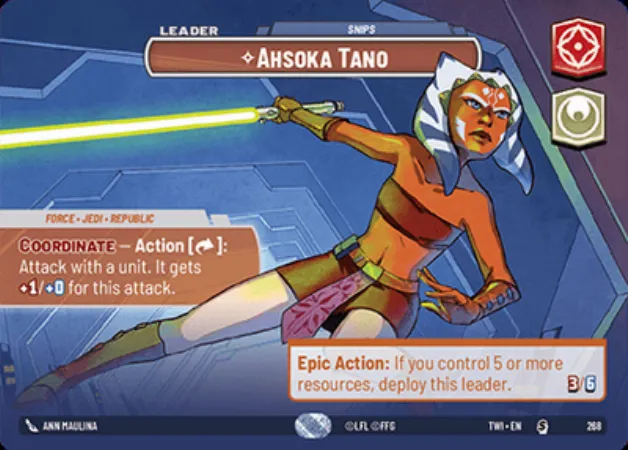 LEADER
SNIPS
AHSOKA TANO
FORCE • JEDI • REPUBLIC
COORDINATE – Action [ ]:
Attack with a unit. It gets
+1/+0 for this attack.
Epic Action: If you control 5 or more
resources, deploy this leader.
3/6
ANN MAULINA
©LFL ©FFG
TWI • EN
S
268